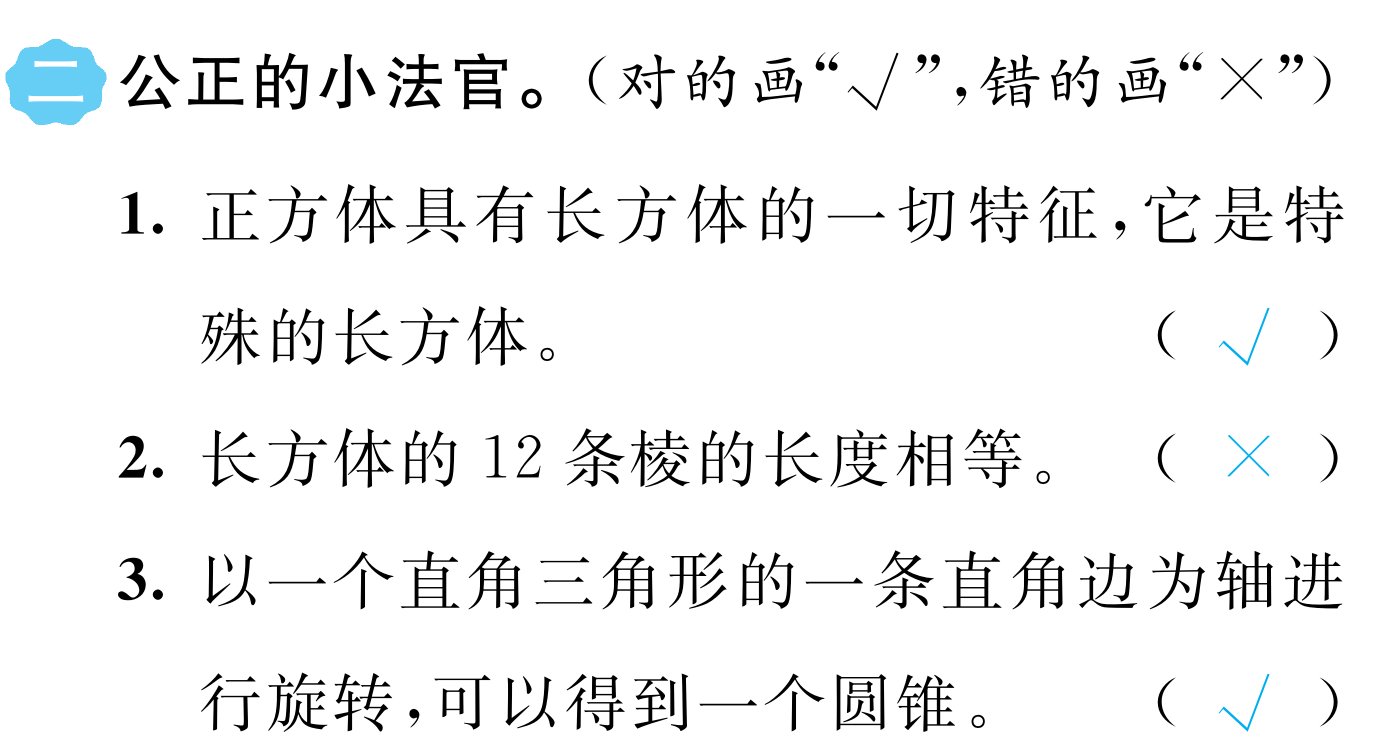 二 公正的小法官。（对的画“√”，错的画“×”）
1. 正方体具有长方体的一切特征，它是特
殊的长方体。（ √ ）
2. 长方体的 12 条棱的长度相等。（ × ）
3. 以一个直角三角形的一条直角边为轴进
行旋转，可以得到一个圆锥。（ √ ）